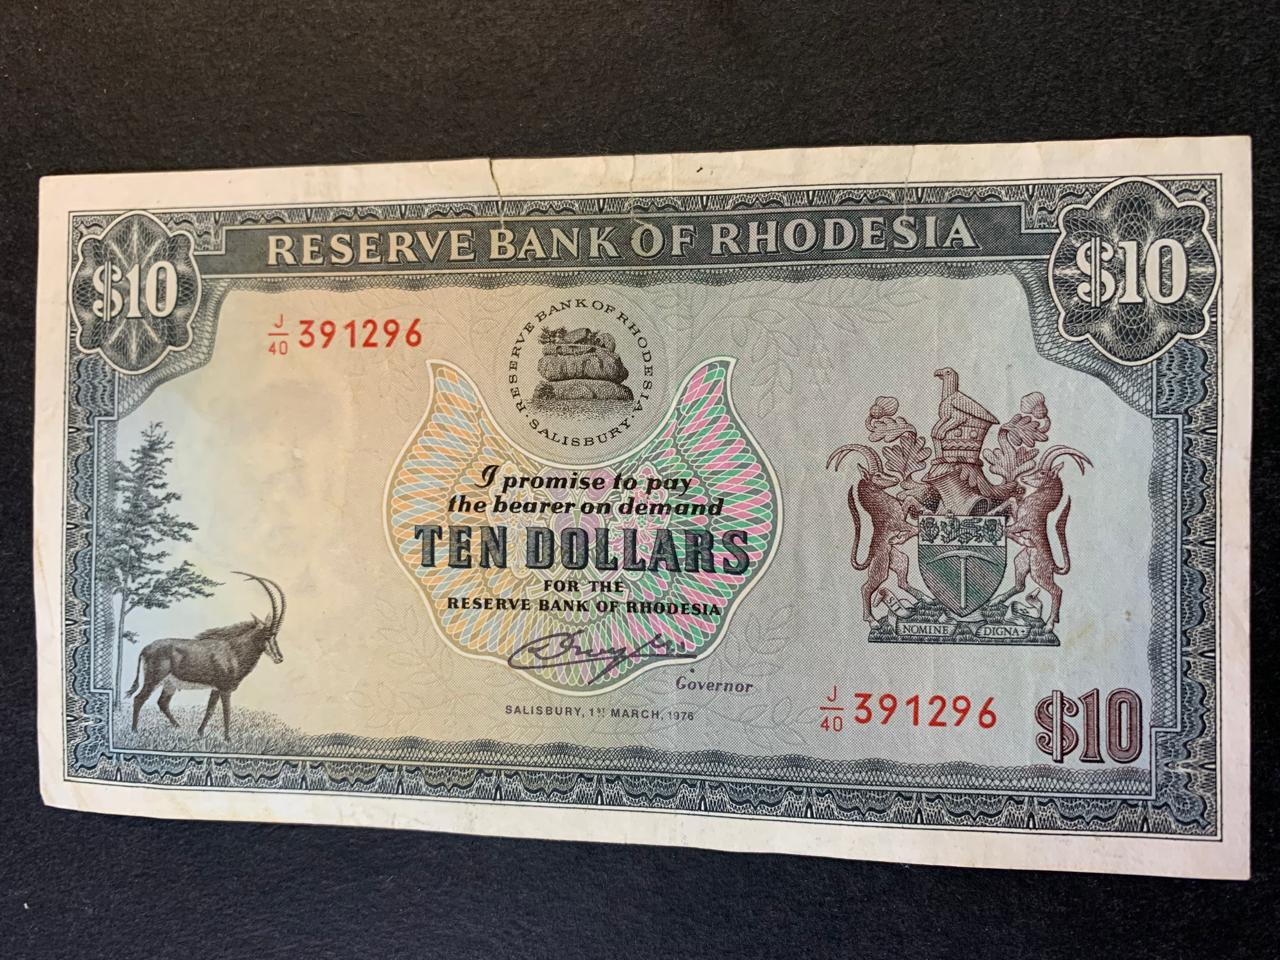 RESERVE BANK OF RHODESIA
$10
$10
J/40 391296
RESERVE BANK OF RHODESIA
·SALISBURY·
I promise to pay
the bearer on demand
TEN DOLLARS
FOR THE
RESERVE BANK OF RHODESIA
Governor
SALISBURY, 1ST MARCH, 1976
SIT NOMINE DIGNA
J/40 391296
$10